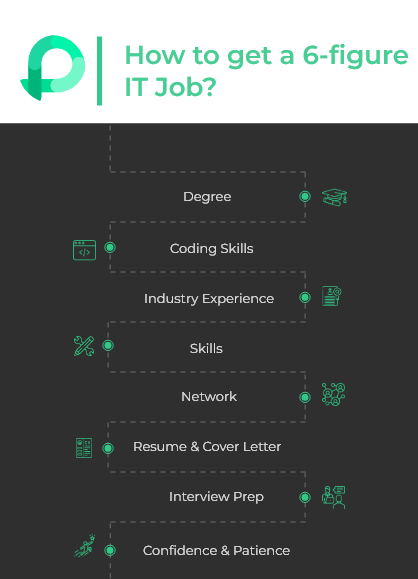 How to get a 6-figure
IT Job?
Degree
Coding Skills
Industry Experience
Skills
Network
Resume & Cover Letter
Interview Prep
Confidence & Patience